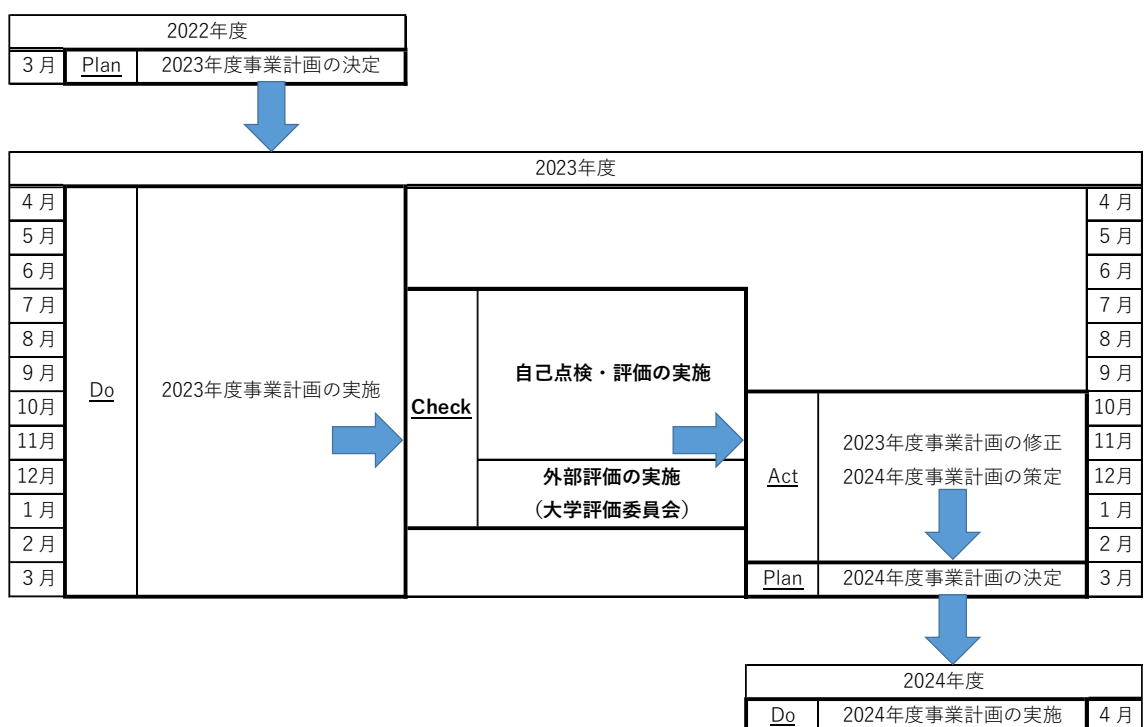 2022年度
3月 Plan 2023年度事業計画の決定
2023年度
4月 4月
5月 5月
6月 6月
7月 7月
8月 8月
9月 自己点検・評価の実施 9月
Do 2023年度事業計画の実施
10月 Check 10月
11月 2023年度事業計画の修正 11月
12月 外部評価の実施 Act 2024年度事業計画の策定 12月
1月 （大学評価委員会） 1月
2月 2月
3月 Plan 2024年度事業計画の決定 3月
2024年度
Do 2024年度事業計画の実施 4月